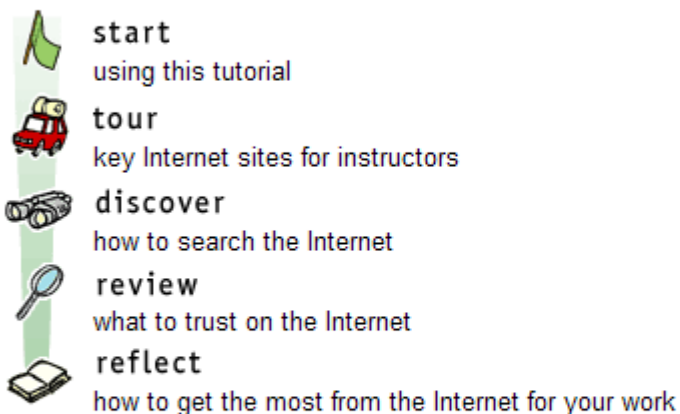 start
using this tutorial
tour
key Internet sites for instructors
discover
how to search the Internet
review
what to trust on the Internet
reflect
how to get the most from the Internet for your work